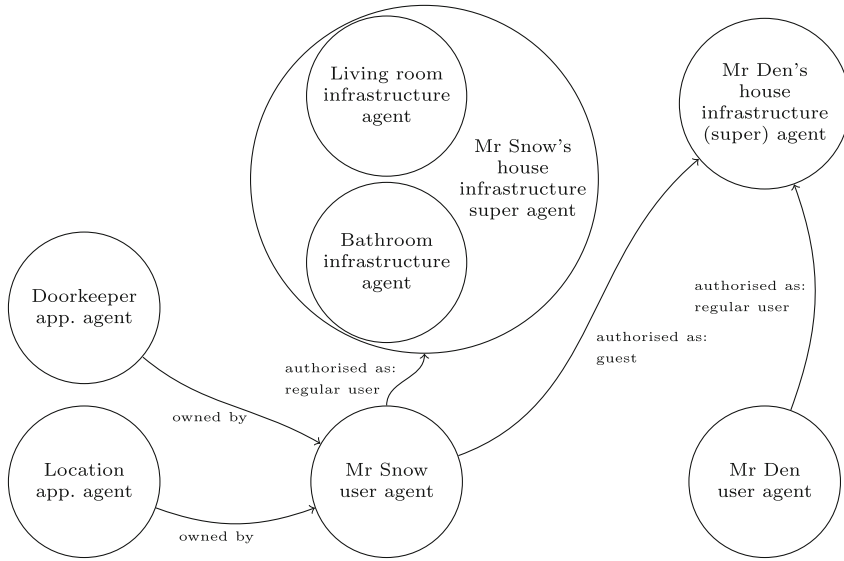 Living room
infrastructure
agent
Mr Snow's
house
infrastructure
super agent
Bathroom
infrastructure
agent
Mr Den's
house
infrastructure
(super) agent
Doorkeeper
app. agent
authorised as:
regular user
authorised as:
guest
authorised as:
regular user
owned by
Location
app. agent
owned by
Mr Snow
user agent
Mr Den
user agent